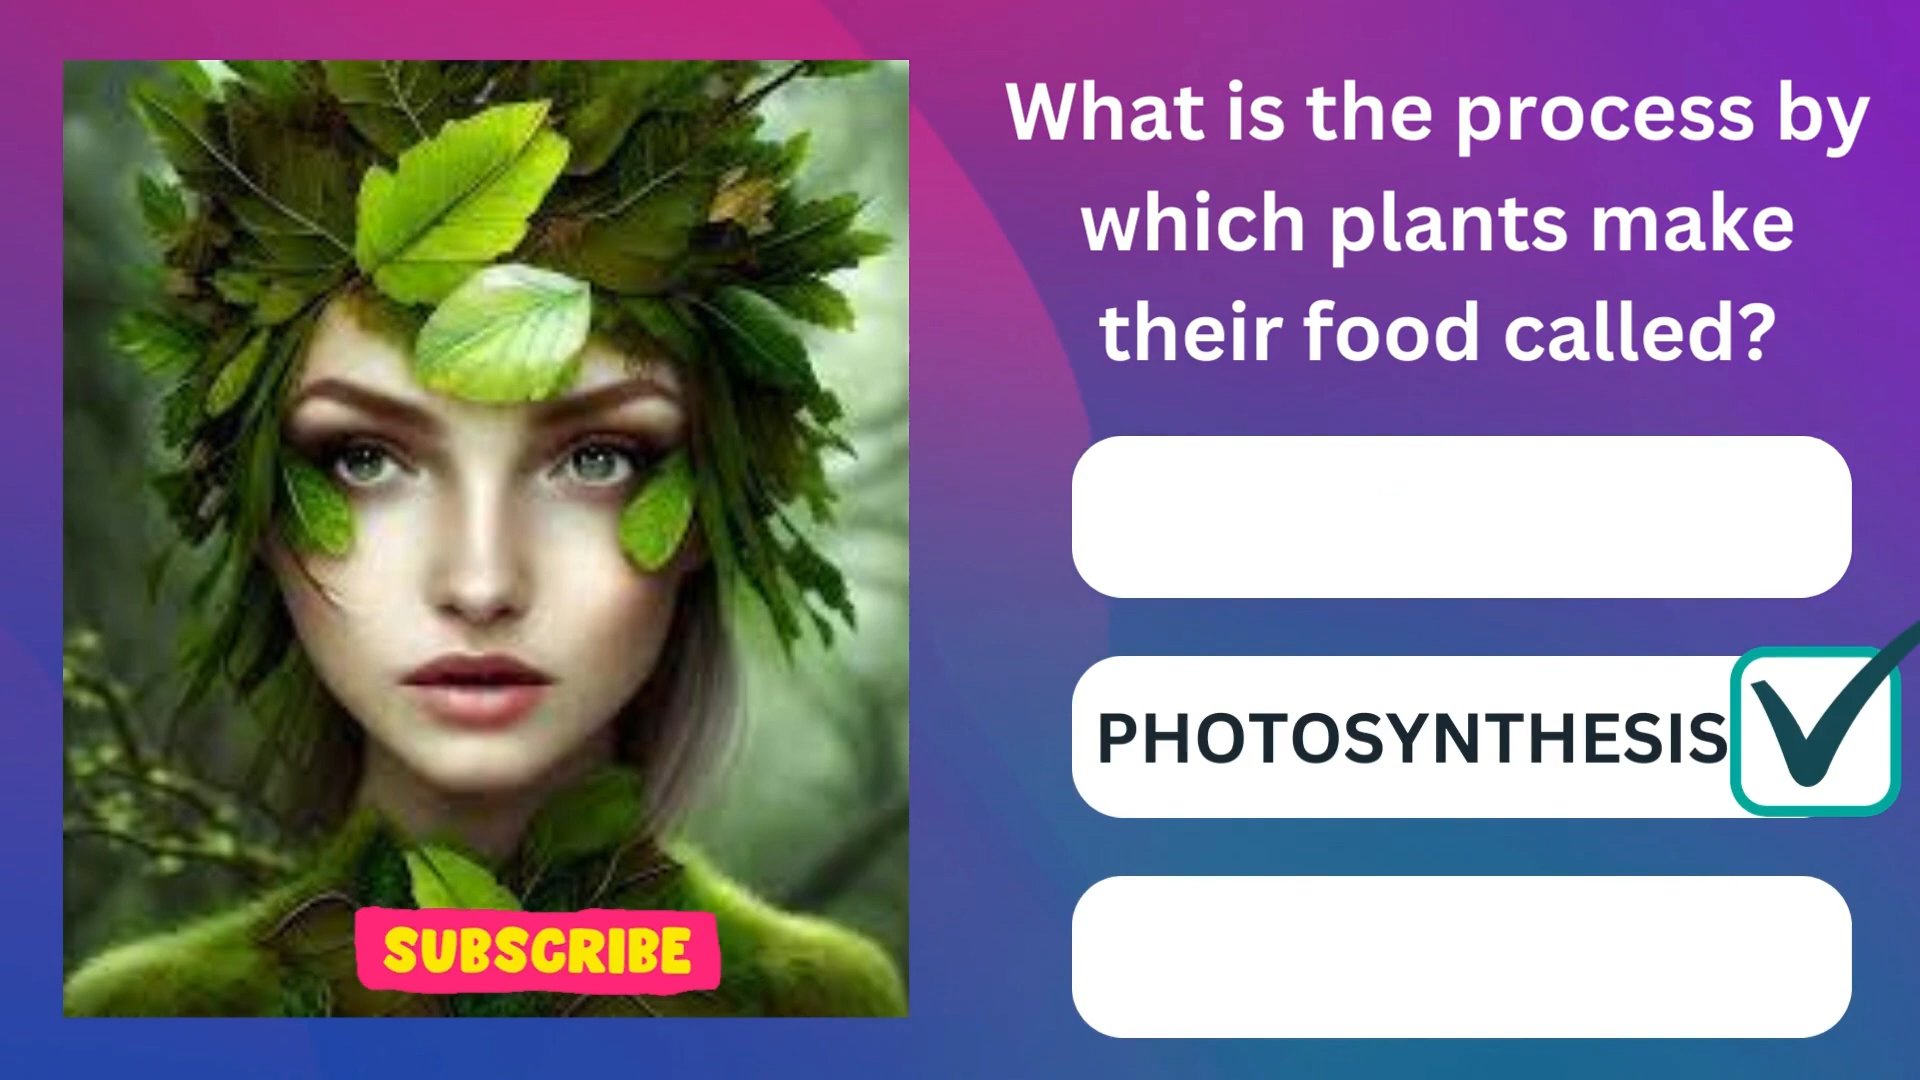 What is the process by
which plants make
their food called?
PHOTOSYNTHESIS
SUBSCRIBE